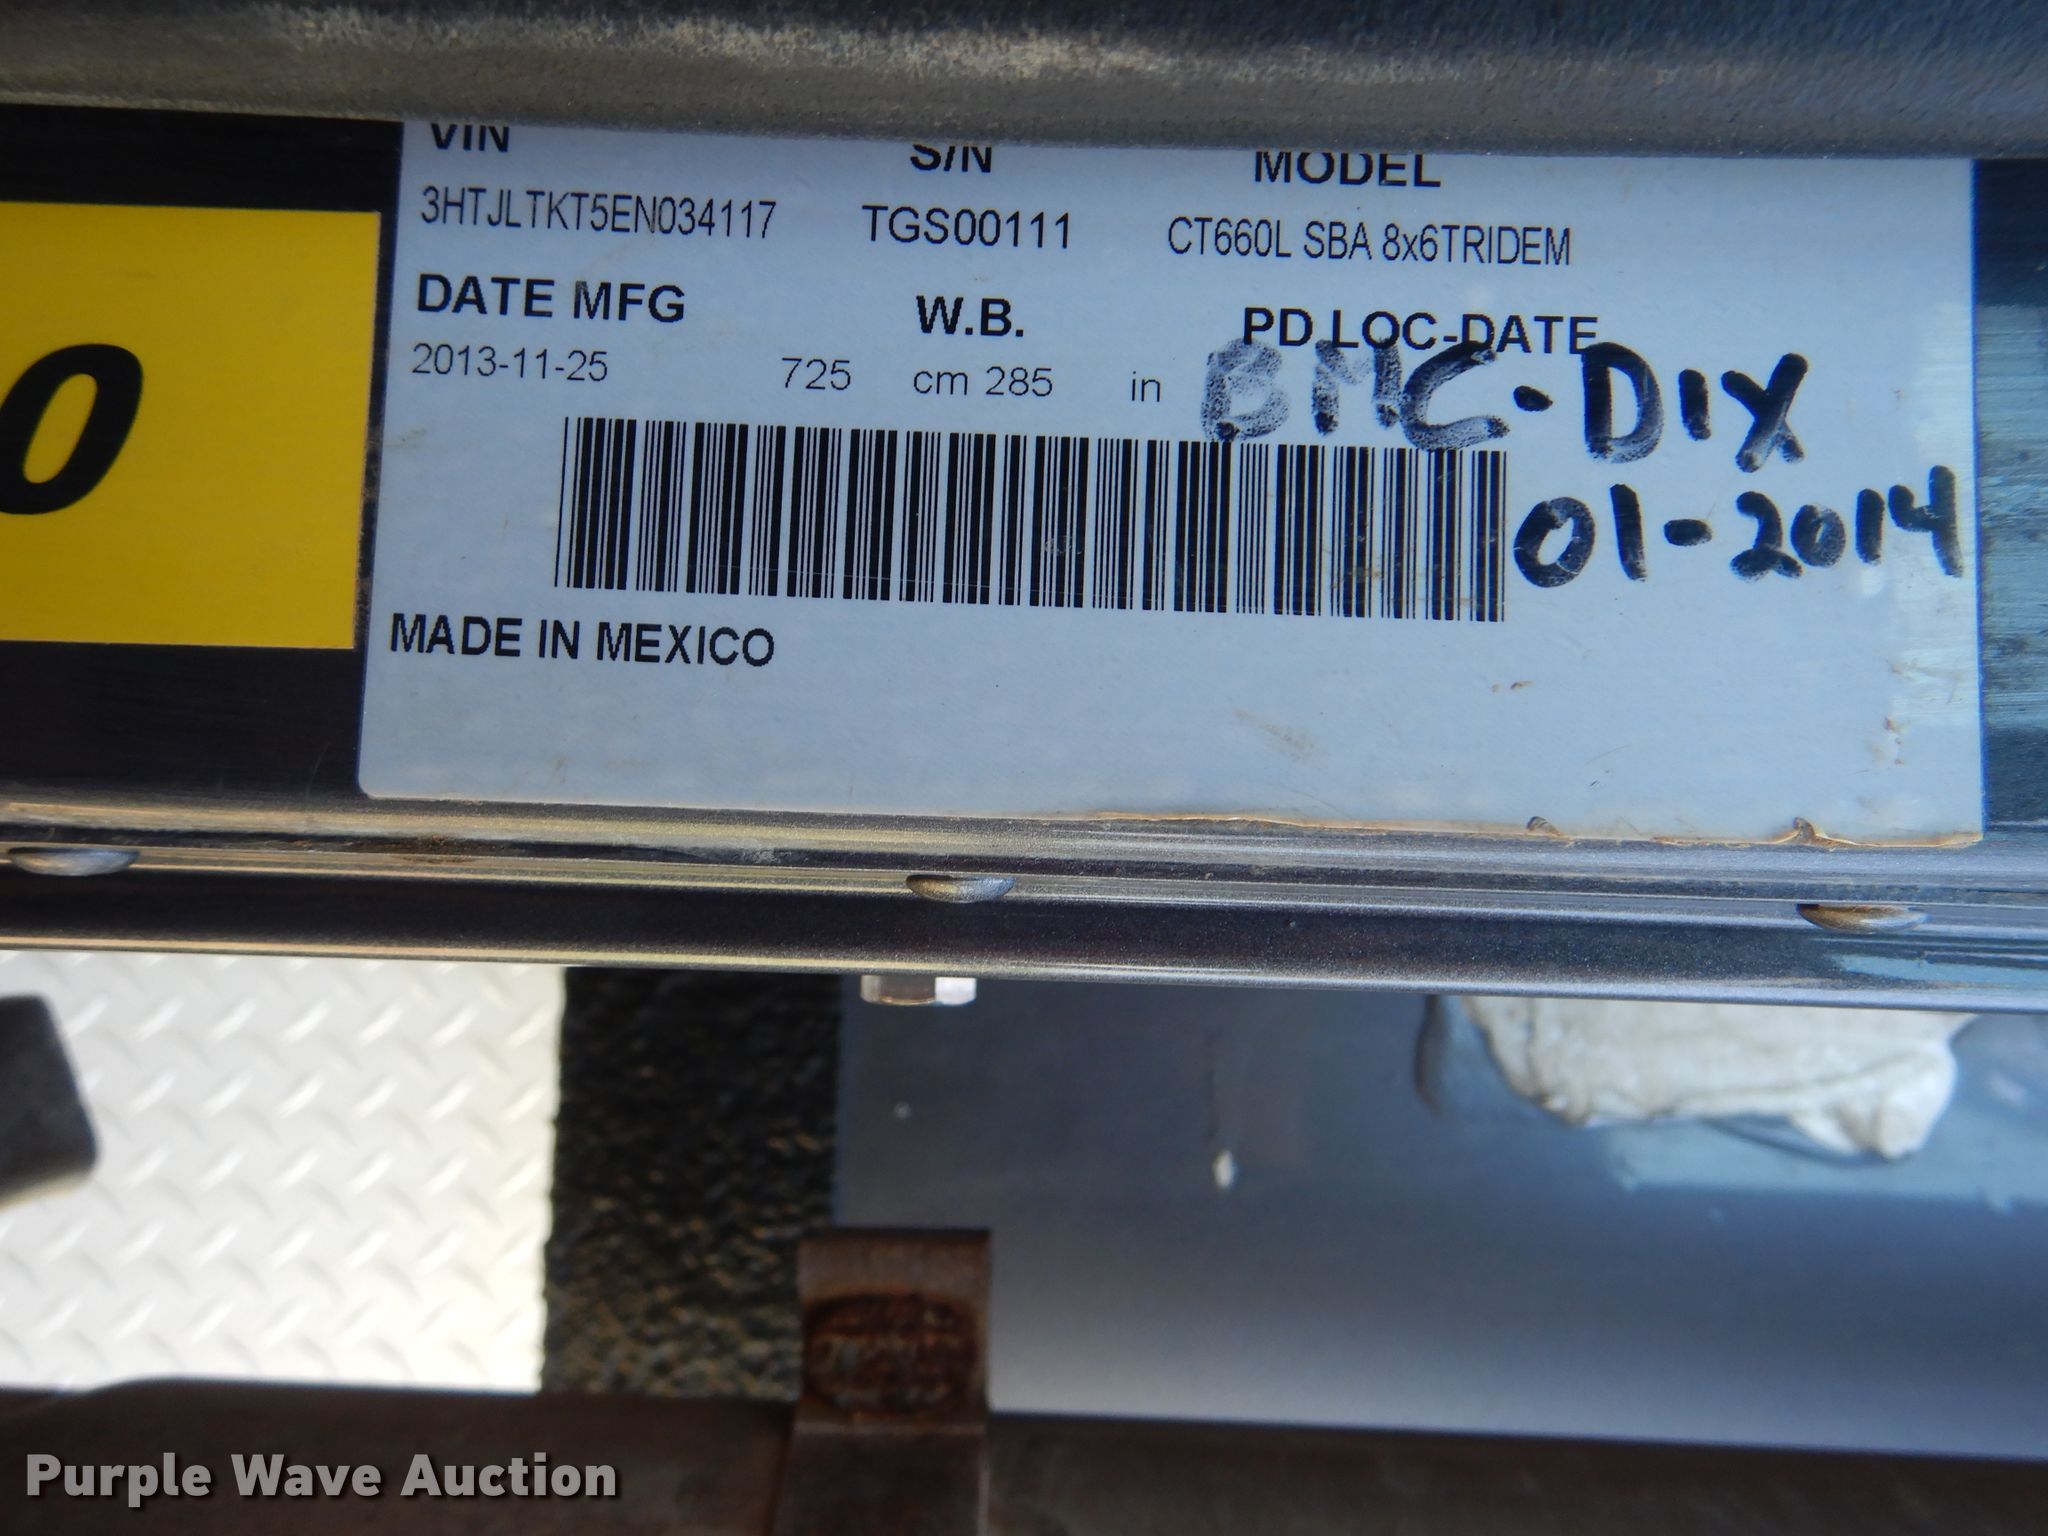 VIN S/N MODEL
3HTJLTKT5EN034117 TGS00111 CT660L SBA 8x6TRIDEM
DATE MFG W.B. PD LOC-DATE
2013-11-25 725 cm 285 in BMC-DIX
01-2014
MADE IN MEXICO
0
Purple Wave Auction